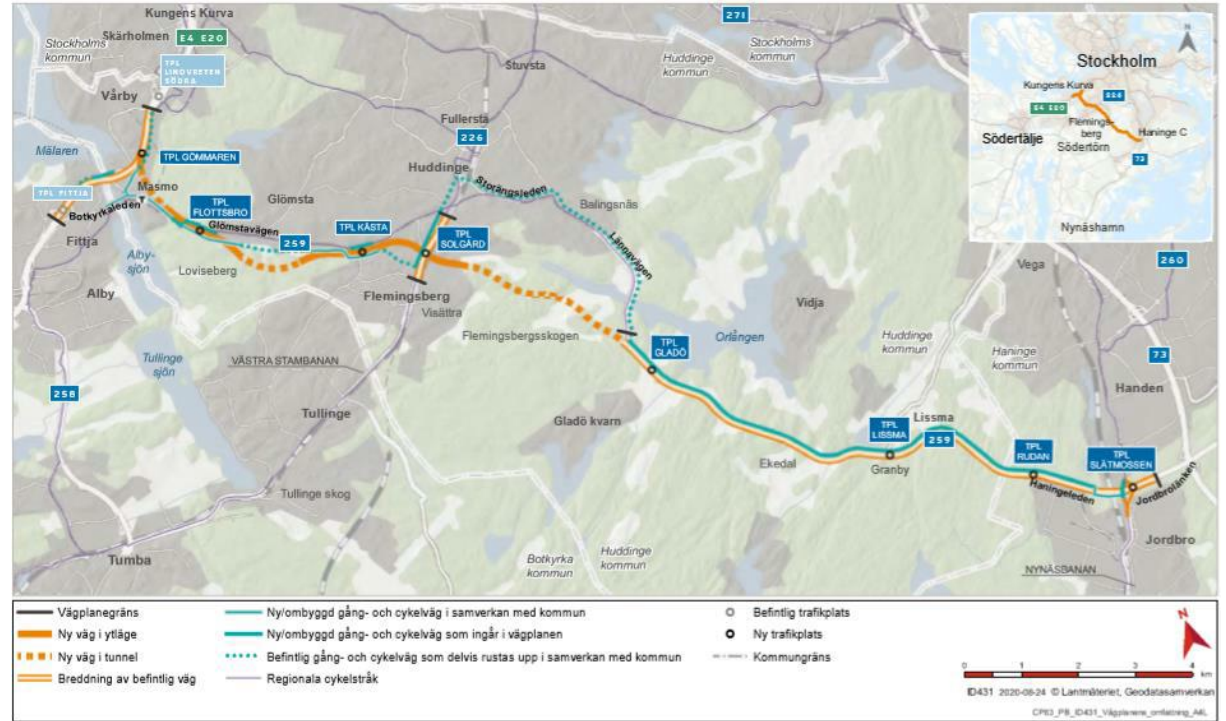 Kungens Kurva
Skärholmen
E4 E20
Stockholms
kommun
TPL
LINDVRETEN
SÖDRA
271
Stockholms
kommun
Huddinge
kommun
Stuvsta
Vårby
Fullersta
226
Mälaren
TPL GÖMMAREN
Huddinge
Storängsleden
TPL FITTJA
Masmo
Botkyrkaleden
TPL
FLOTTSBRO
Glömsta
Balingsnäs
Glömstavägen
259
TPL KÄSTA
TPL
SOLGÅRD
Fittja
Loviseberg
Alby-
sjön
Alby
Flemingsberg
Visättra
Flemingsbergsskogen
Orlången
Vidja
TPL
GLADÖ
Huddinge
kommun
Haninge
kommun
Vega
260
73
Tullinge
sjön
VÄSTRA STAMBANAN
258
Tullinge
Gladö kvarn
Handen
Lissma
TPL
LISSMA
259
TPL
RUDAN
TPL
SLÄTMOSSEN
Ekedal
Granby
Haningeleden
Jordbrolänken
Tullinge skog
Tumba
Botkyrka
kommun
Huddinge
kommun
Jordbro
NYNÄSBANAN
N
Stockholm
Kungens Kurva
E4 E20
226
Flemings-
berg
Haninge C
Södertälje
Södertörn
73
Nynäshamn
Vägplanegräns
Ny väg i ytläge
Ny väg i tunnel
Breddning av befintlig väg
Ny/ombyggd gång- och cykelväg i samverkan med kommun
Ny/ombyggd gång- och cykelväg som ingår i vägplanen
Befintlig gång- och cykelväg som delvis rustas upp i samverkan med kommun
Regionala cykelstråk
Befintlig trafikplats
Ny trafikplats
Kommungräns
N
0 1 2 3 4
km
ID431 2020-08-24 © Lantmäteriet, Geodatasamverkan